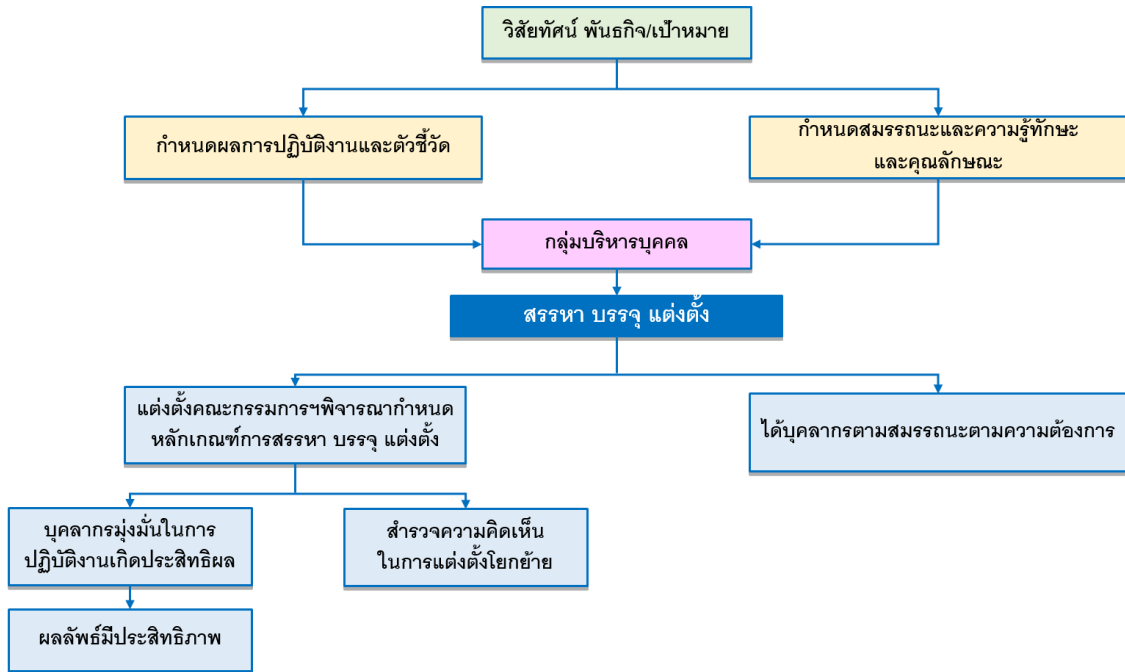 วิสัยทัศน์ พันธกิจ/เป้าหมาย
กำหนดผลการปฏิบัติงานและตัวชี้วัด
กำหนดสมรรถนะและความรู้ทักษะ
และคุณลักษณะ
กลุ่มบริหารบุคคล
สรรหา บรรจุ แต่งตั้ง
แต่งตั้งคณะกรรมการฯพิจารณากำหนด
หลักเกณฑ์การสรรหา บรรจุ แต่งตั้ง
ได้บุคลากรตามสมรรถนะตามความต้องการ
บุคลากรมุ่งมั่นในการ
ปฏิบัติงานเกิดประสิทธิผล
สำรวจความคิดเห็น
ในการแต่งตั้งโยกย้าย
ผลลัพธ์มีประสิทธิภาพ